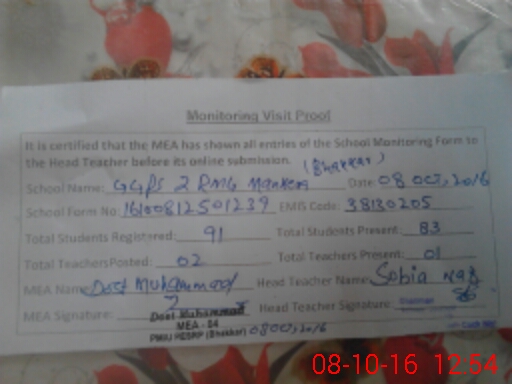 Monitoring Visit Proof
It is certified that the MEA has shown all entries of the School Monitoring Form to
the Head Teacher before its online submission. (Bhakkar)
School Name: GGPS 2 RMG Mankera Date: 08 Oct, 2016
School Form No: 16100812501239 EMIS Code: 38130205
Total Students Registered: 91 Total Students Present: 83
Total Teachers Posted: 02 Total Teachers Present: 01
MEA Name: Dost Muhammad Head Teacher Name: Sobia naz
MEA Signature: Dost Muhammad Head Teacher Signature:
MEA - 04
PMIU PESRP (Bhakkar) 08 Oct, 2016
08-10-16 12:54